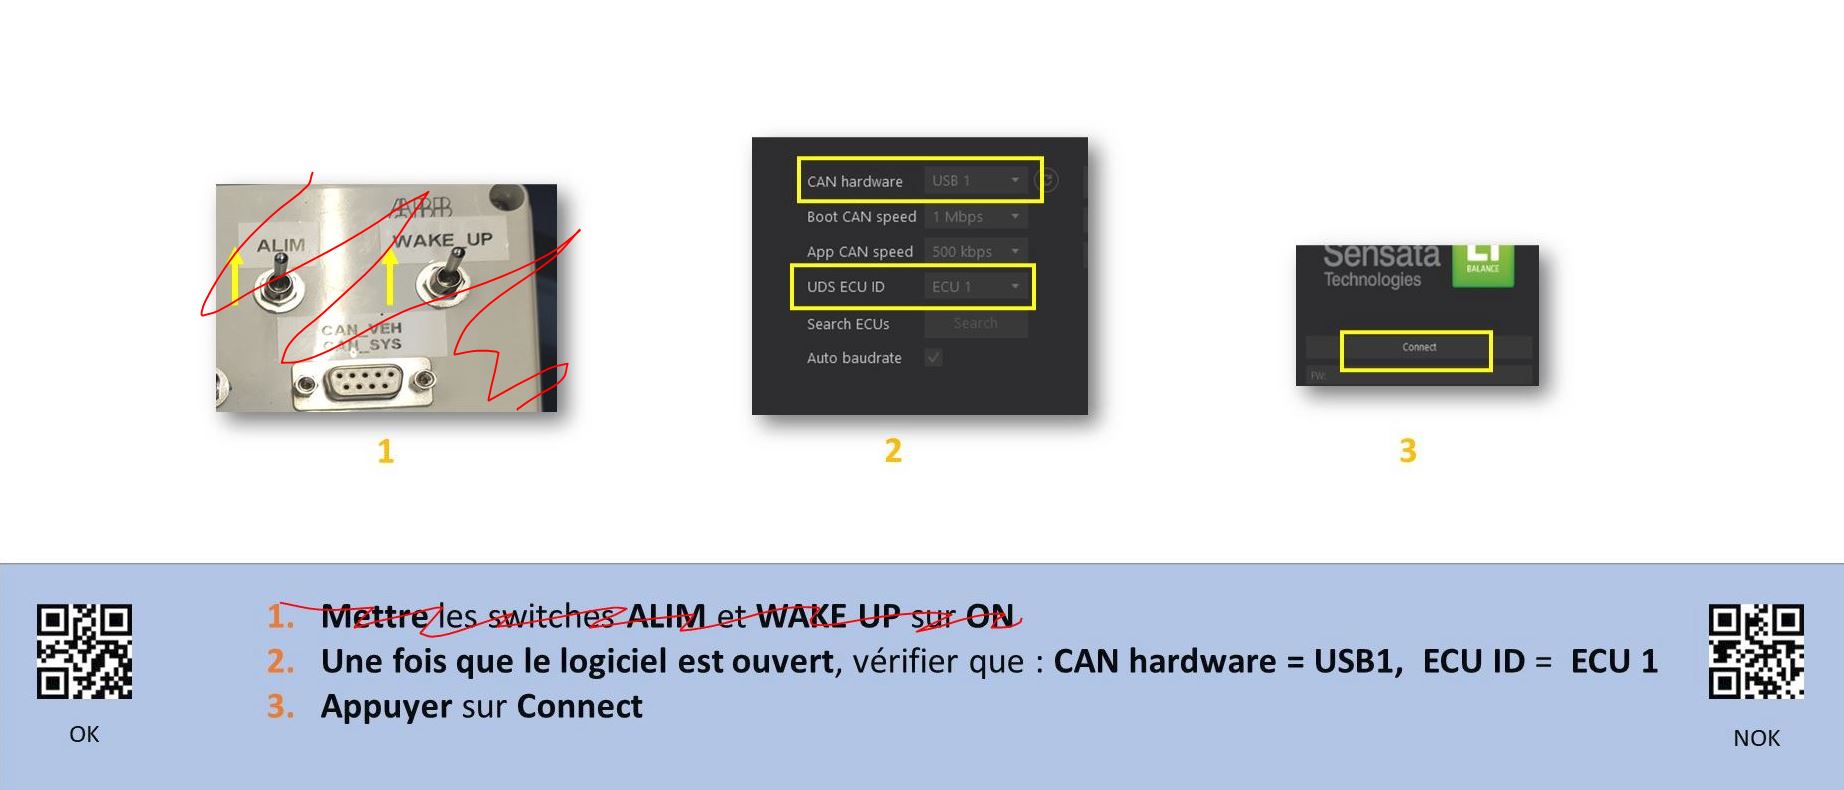 ALIM
WAKE_UP
CAN_VEH
CAN_SYS
1
CAN hardware USB 1
Boot CAN speed 1 Mbps
App CAN speed 500 kbps
UDS ECU ID ECU 1
Search ECUs Search
Auto baudrate
2
Sensata
Technologies
LI
BALANCE
Connect
FW:
3
1. Mettre les switches ALIM et WAKE UP sur ON
2. Une fois que le logiciel est ouvert, vérifier que : CAN hardware = USB1, ECU ID = ECU 1
3. Appuyer sur Connect
OK
NOK